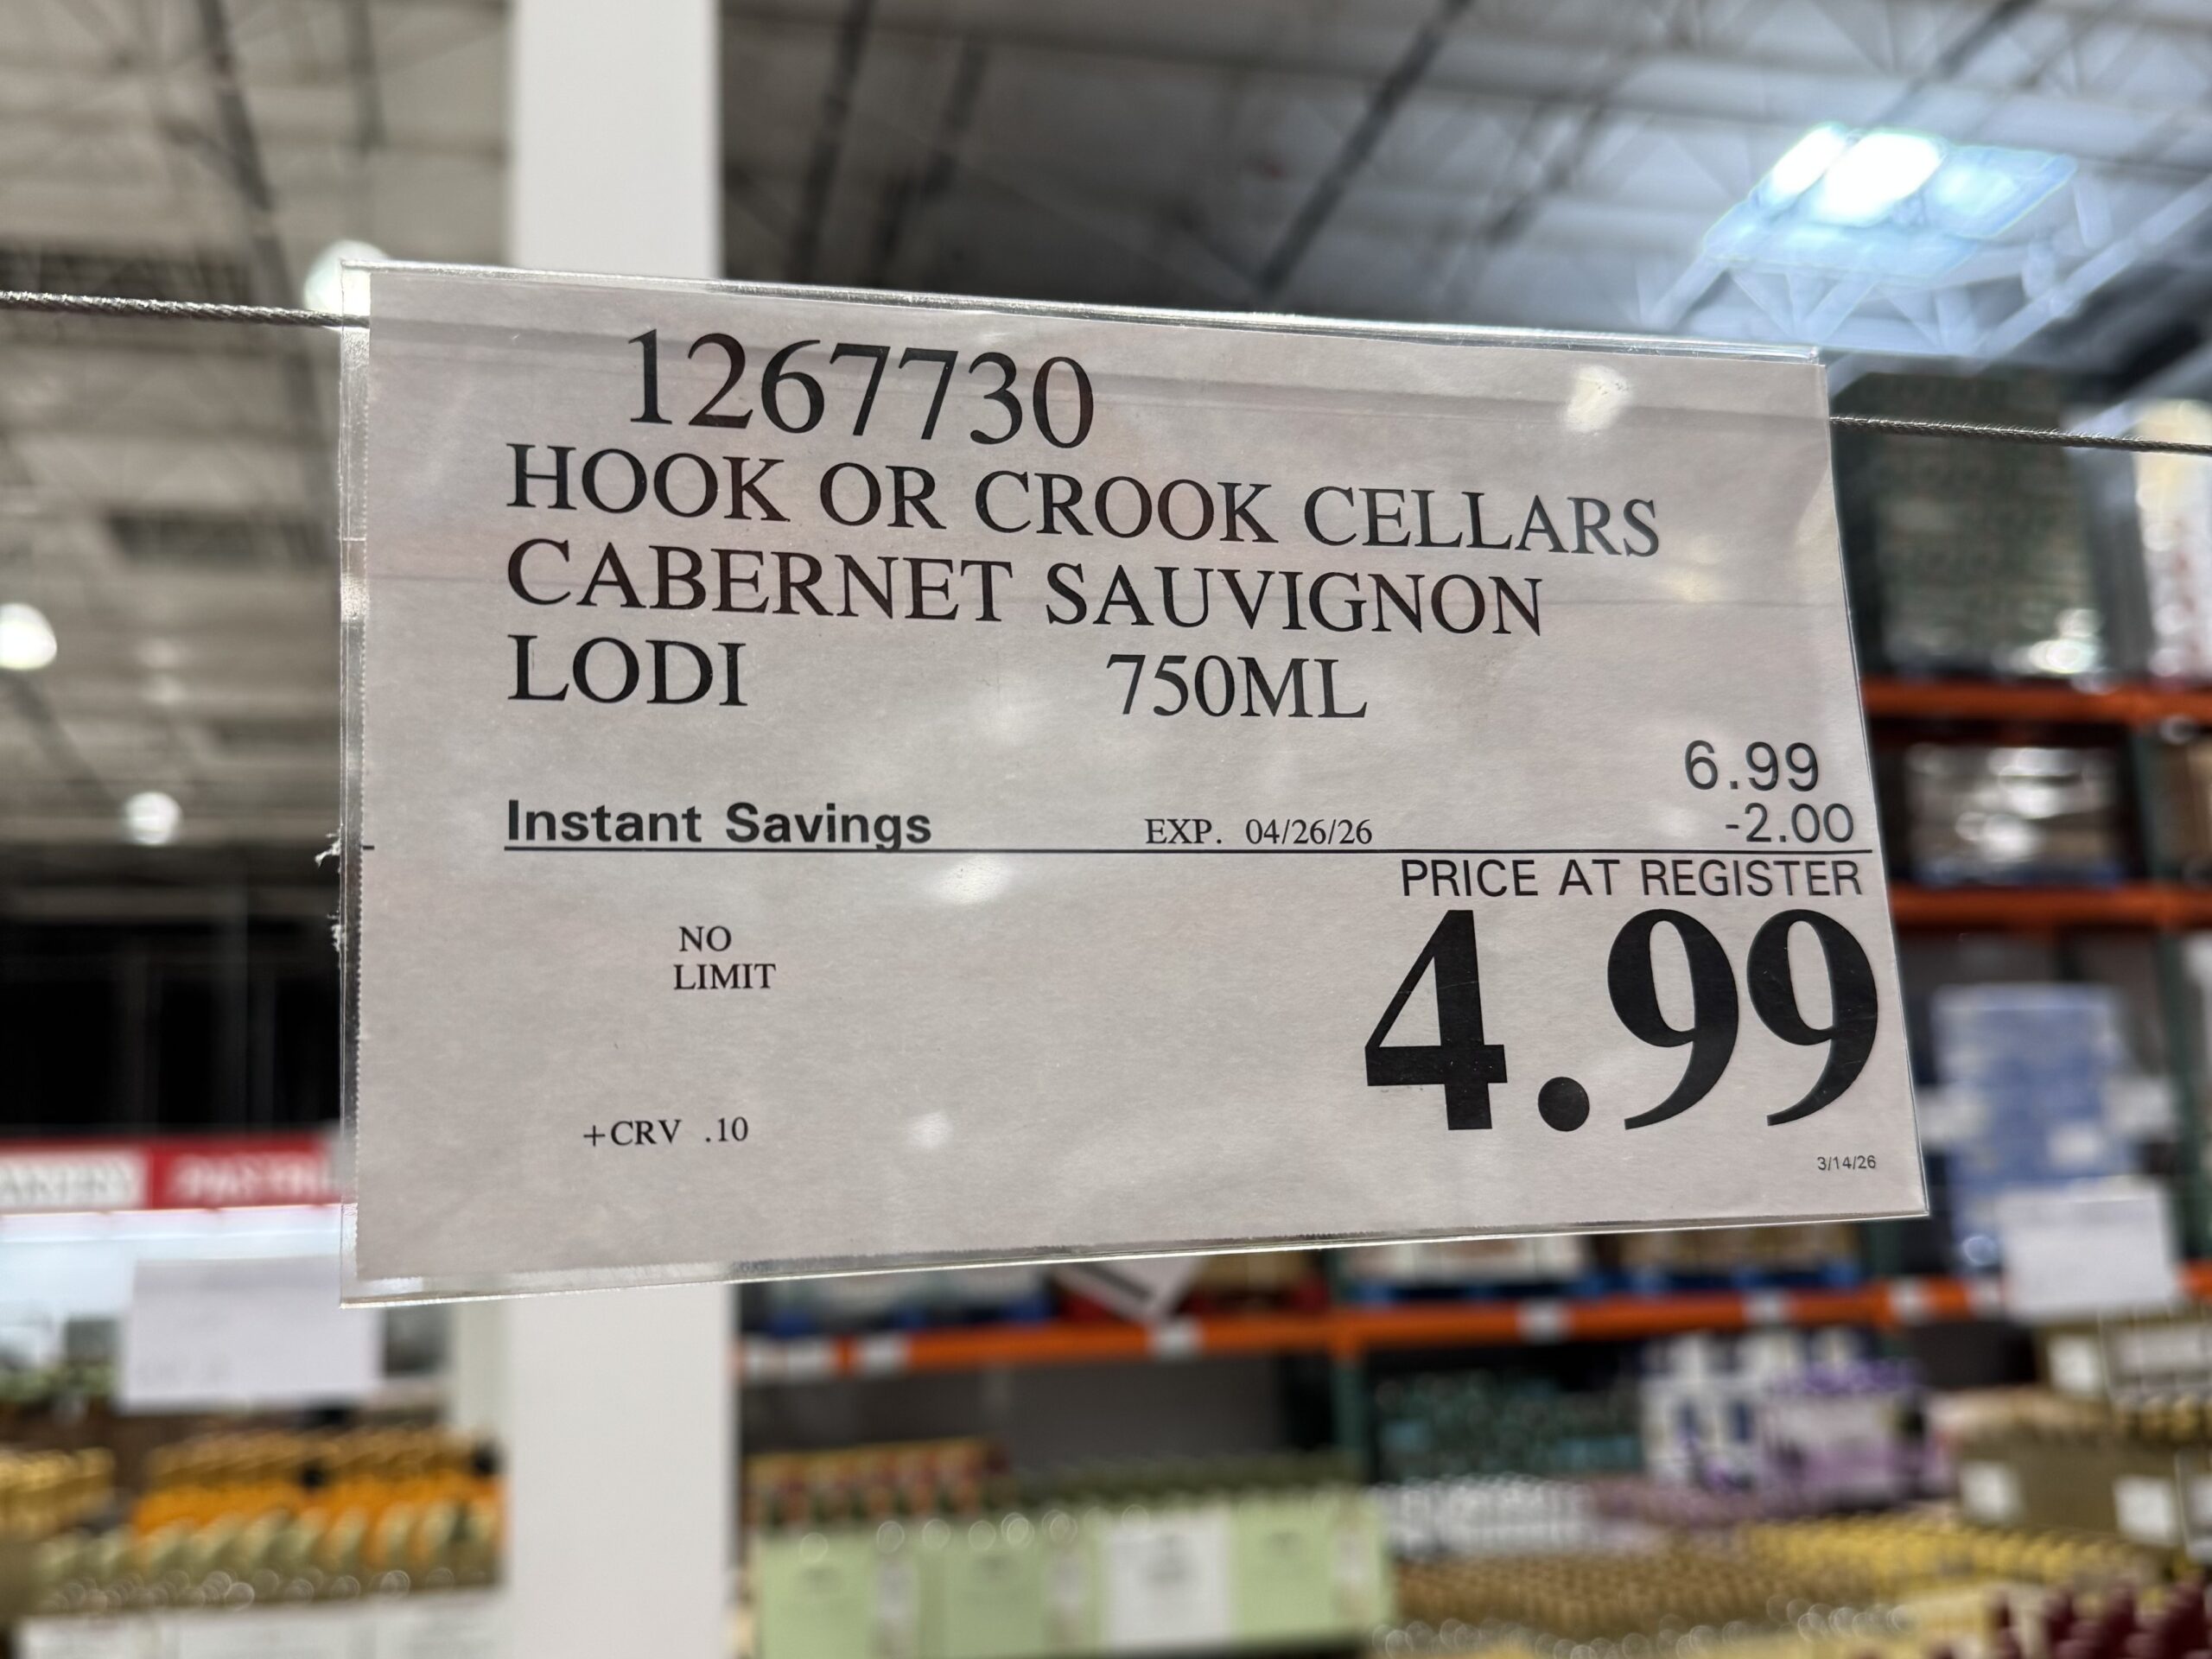 1267730
HOOK OR CROOK CELLARS
CABERNET SAUVIGNON
LODI 750ML
6.99
Instant Savings EXP. 04/26/26 -2.00
PRICE AT REGISTER
4.99
NO
LIMIT
+CRV .10
3/14/26